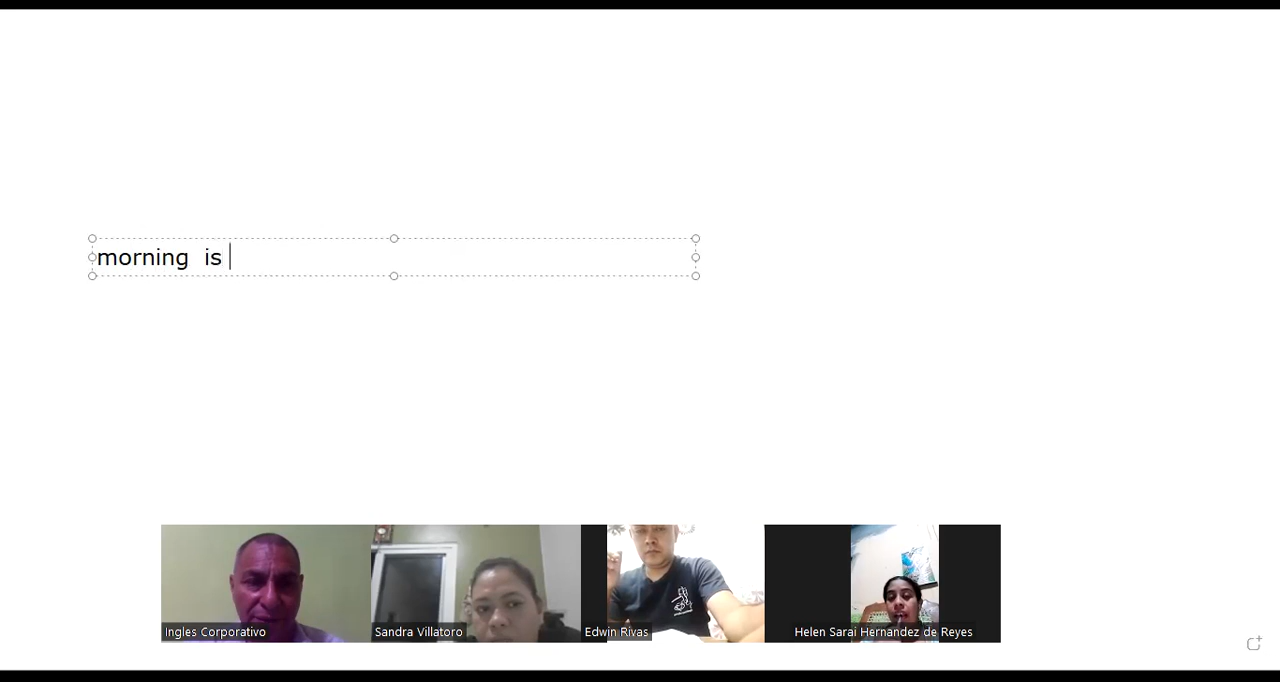 morning  is
Ingles Corporativo
Sandra Villatoro
Edwin Rivas
Helen Sarai Hernandez de Reyes